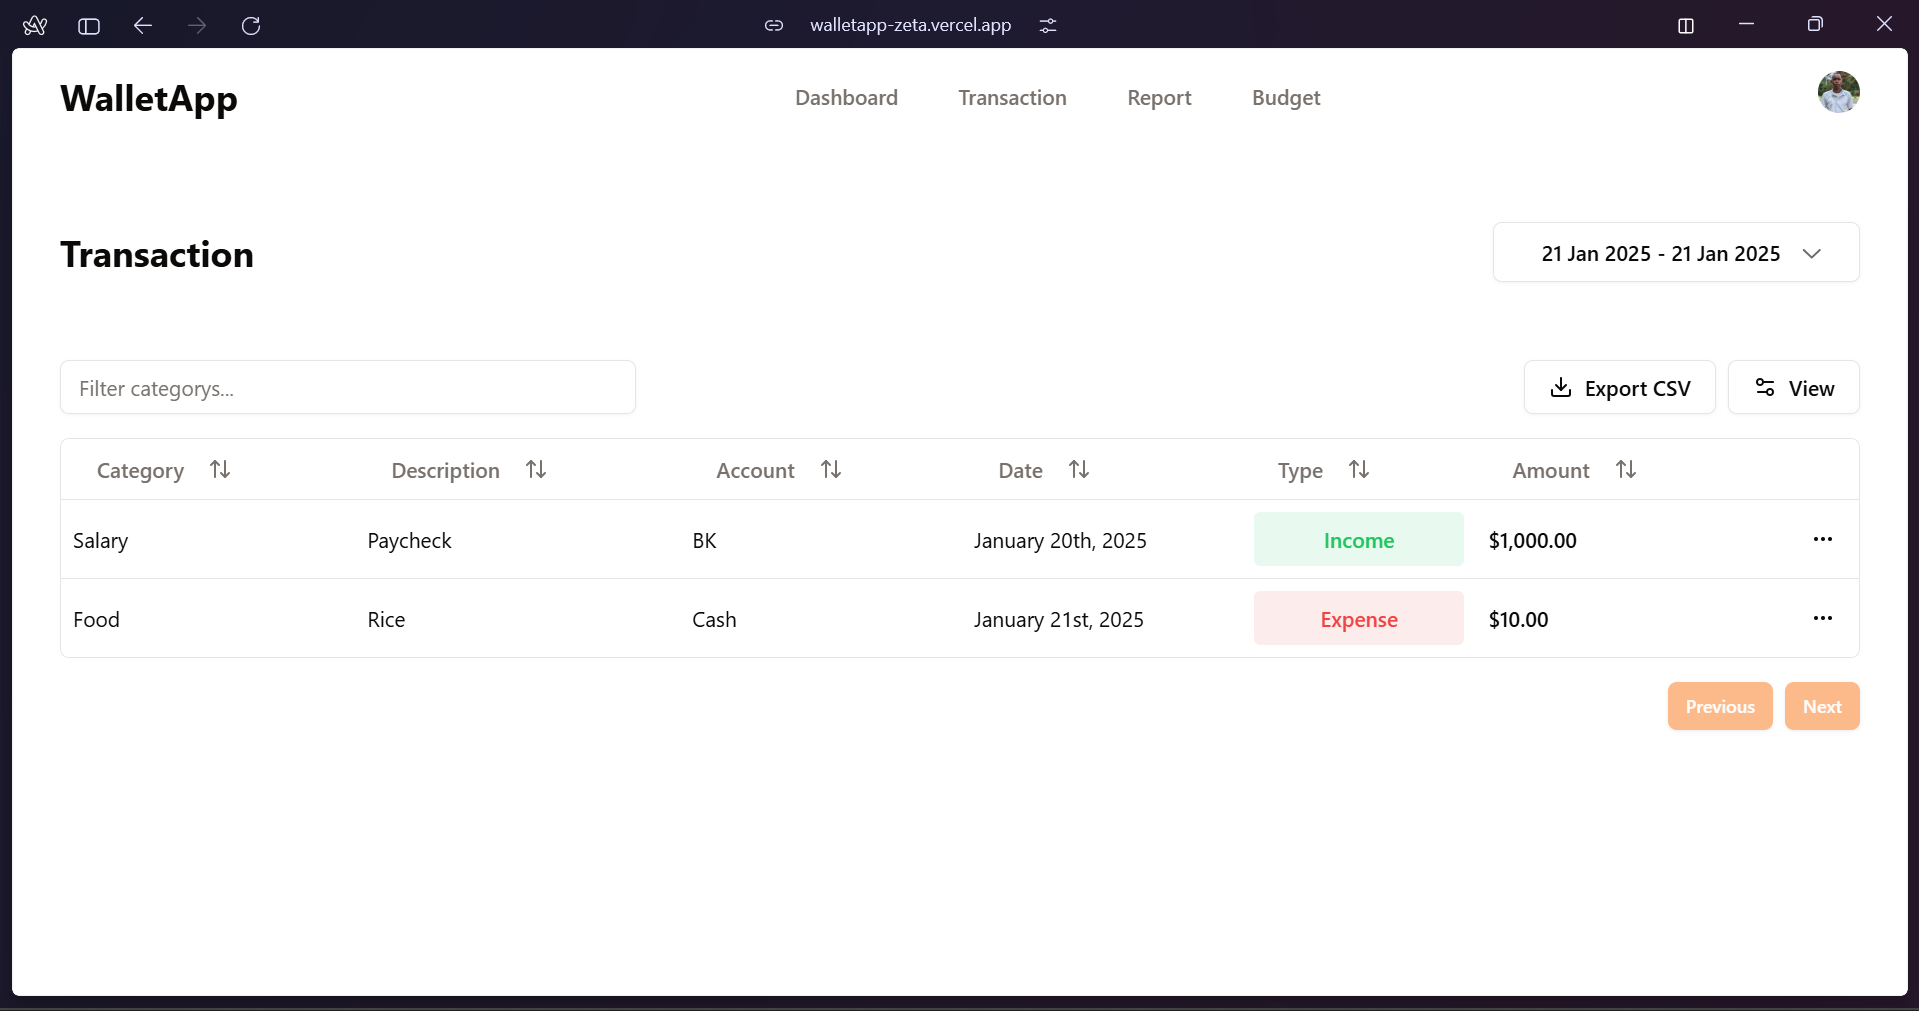 walletapp-zeta.vercel.app
WalletApp
Dashboard Transaction Report Budget
Transaction
21 Jan 2025 - 21 Jan 2025
Filter categorys...
Export CSV View
Category Description Account Date Type Amount
Salary Paycheck BK January 20th, 2025 Income $1,000.00
Food Rice Cash January 21st, 2025 Expense $10.00
Previous Next